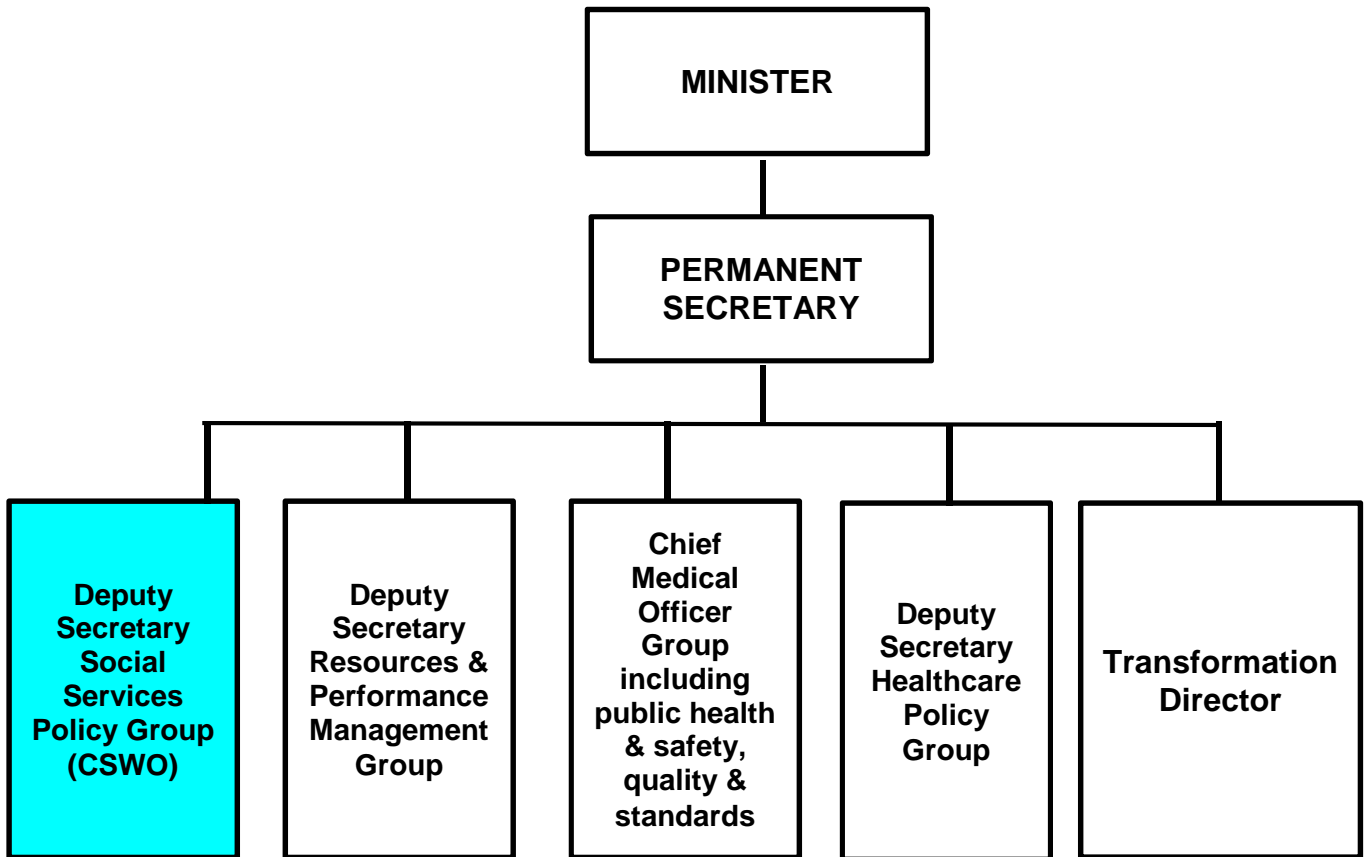 MINISTER
PERMANENT
SECRETARY
Deputy
Secretary
Social
Services
Policy Group
(CSWO)
Deputy
Secretary
Resources &
Performance
Management
Group
Chief
Medical
Officer
Group
including
public health
& safety,
quality &
standards
Deputy
Secretary
Healthcare
Policy
Group
Transformation
Director